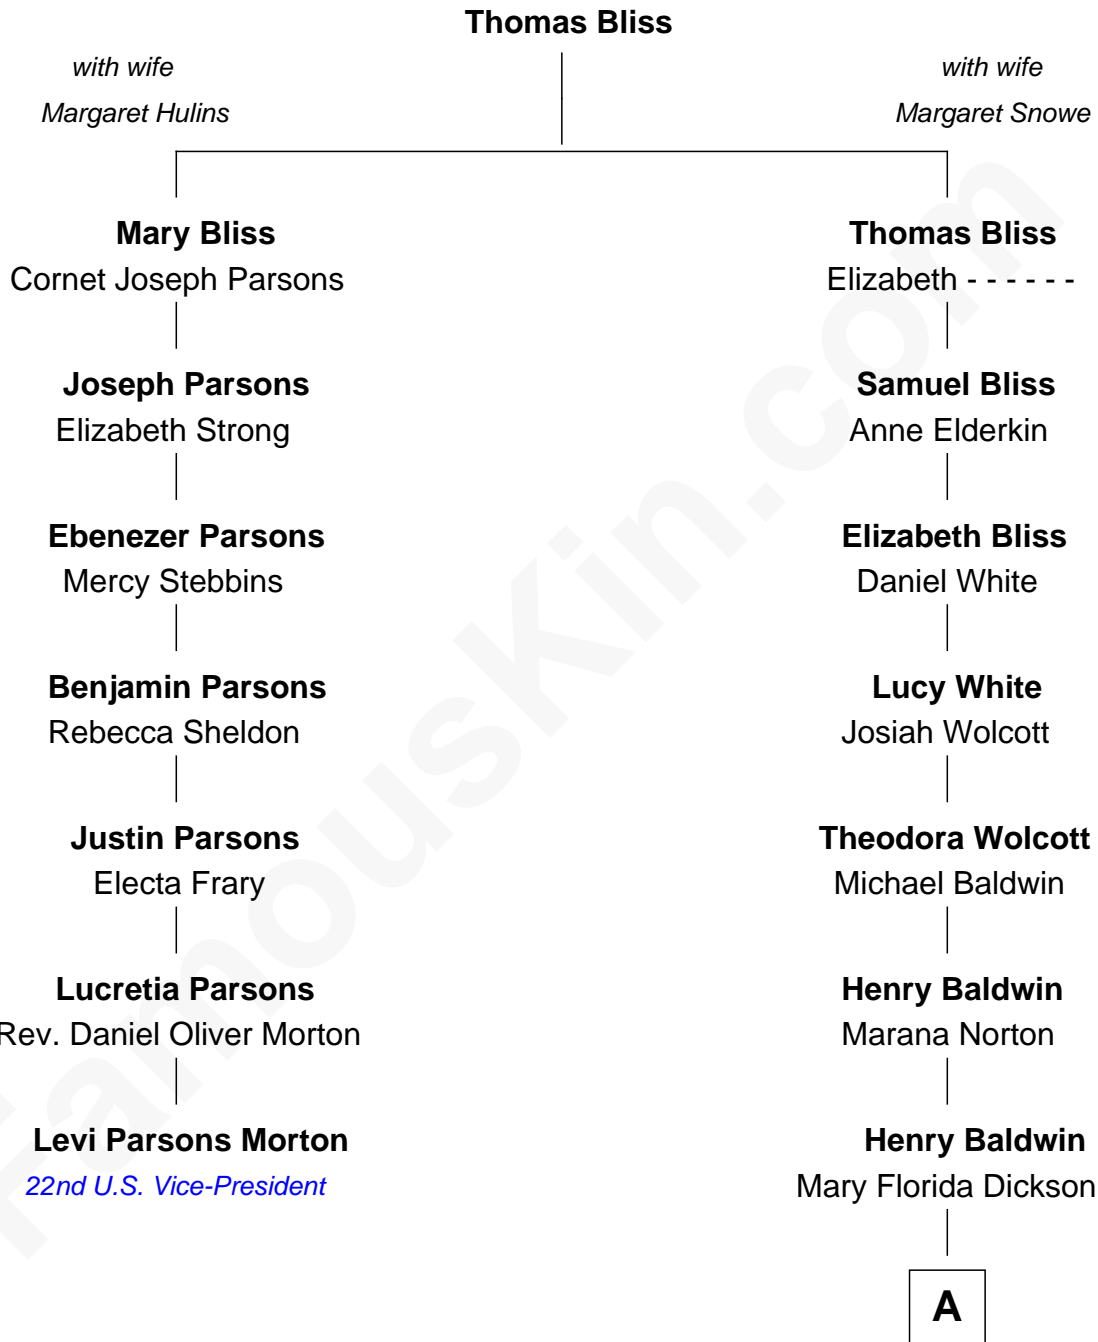 Thomas Bliss
with wife
Margaret Hulins
with wife
Margaret Snowe
Mary Bliss
Cornet Joseph Parsons
Thomas Bliss
Elizabeth - - - - - -
Joseph Parsons
Elizabeth Strong
Samuel Bliss
Anne Elderkin
Ebenezer Parsons
Mercy Stebbins
Elizabeth Bliss
Daniel White
Benjamin Parsons
Rebecca Sheldon
Lucy White
Josiah Wolcott
Justin Parsons
Electa Frary
Theodora Wolcott
Michael Baldwin
Lucretia Parsons
Rev. Daniel Oliver Morton
Henry Baldwin
Marana Norton
Levi Parsons Morton
22nd U.S. Vice-President
Henry Baldwin
Mary Florida Dickson
A
FamousKin.com